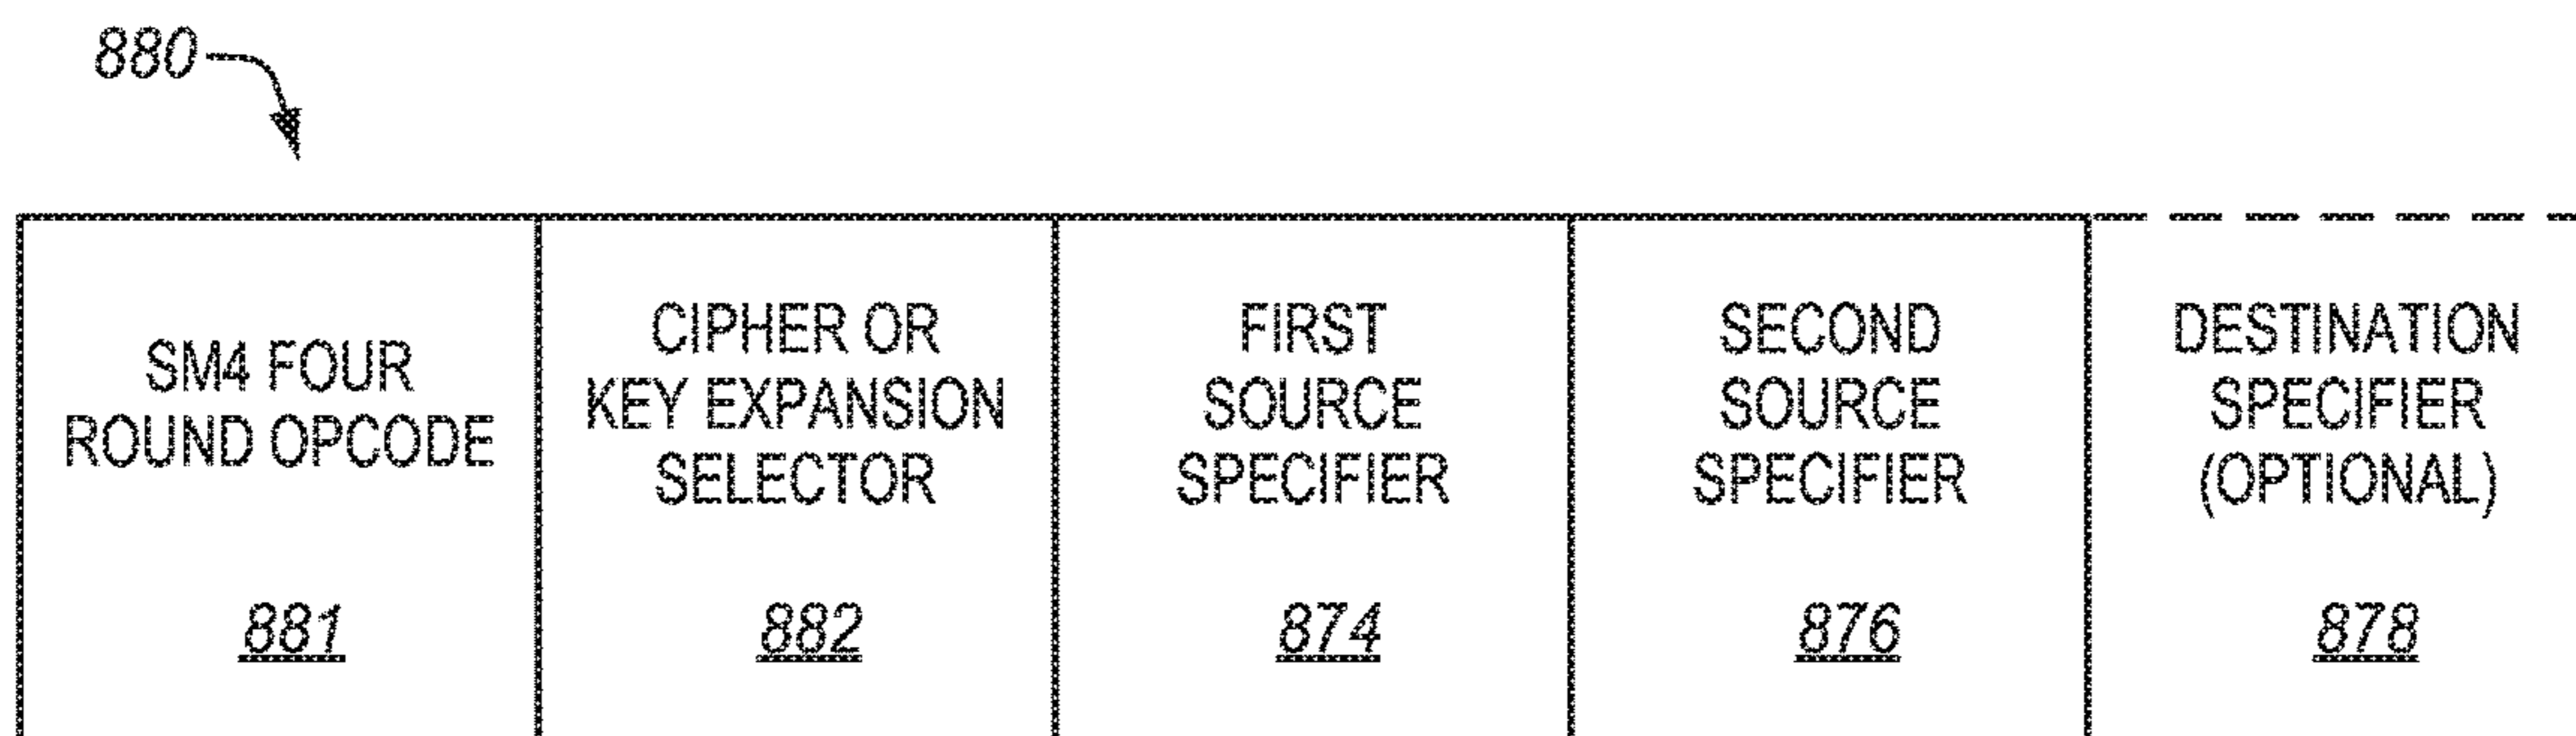 880
SM4 FOUR
ROUND OPCODE
881
CIPHER OR
KEY EXPANSION
SELECTOR
882
FIRST
SOURCE
SPECIFIER
874
SECOND
SOURCE
SPECIFIER
876
DESTINATION
SPECIFIER
(OPTIONAL)
878